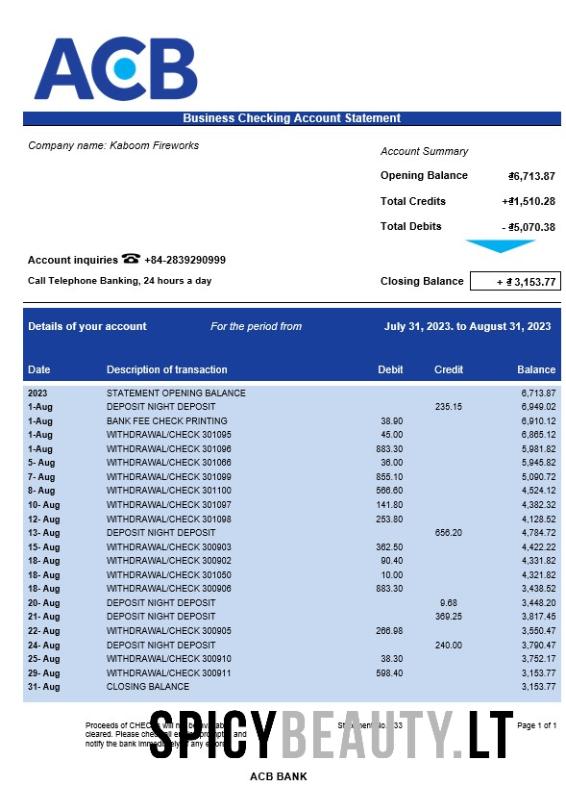 ACB
Business Checking Account Statement
Company name: Kaboom Fireworks
Account Summary
Opening Balance ₫6,713.87
Total Credits +₫1,510.28
Total Debits - ₫5,070.38
Account inquiries ☎ +84-2839290999
Call Telephone Banking, 24 hours a day
Closing Balance + ₫ 3,153.77
Details of your account For the period from July 31, 2023. to August 31, 2023
Date Description of transaction Debit Credit Balance
2023 STATEMENT OPENING BALANCE 6,713.87
1-Aug DEPOSIT NIGHT DEPOSIT 235.15 6,949.02
1-Aug BANK FEE CHECK PRINTING 38.90 6,910.12
1-Aug WITHDRAWAL/CHECK 301095 45.00 6,865.12
1-Aug WITHDRAWAL/CHECK 301096 883.30 5,981.82
5- Aug WITHDRAWAL/CHECK 301066 36.00 5,945.82
7- Aug WITHDRAWAL/CHECK 301099 855.10 5,090.72
8- Aug WITHDRAWAL/CHECK 301100 566.60 4,524.12
10- Aug WITHDRAWAL/CHECK 301097 141.80 4,382.32
12- Aug WITHDRAWAL/CHECK 301098 253.80 4,128.52
13- Aug DEPOSIT NIGHT DEPOSIT 656.20 4,784.72
15- Aug WITHDRAWAL/CHECK 300903 362.50 4,422.22
18- Aug WITHDRAWAL/CHECK 300902 90.40 4,331.82
18- Aug WITHDRAWAL/CHECK 301050 10.00 4,321.82
18- Aug WITHDRAWAL/CHECK 300906 883.30 3,438.52
20- Aug DEPOSIT NIGHT DEPOSIT 9.68 3,448.20
21- Aug DEPOSIT NIGHT DEPOSIT 369.25 3,817.45
22- Aug WITHDRAWAL/CHECK 300905 266.98 3,550.47
24- Aug DEPOSIT NIGHT DEPOSIT 240.00 3,790.47
25- Aug WITHDRAWAL/CHECK 300910 38.30 3,752.17
29- Aug WITHDRAWAL/CHECK 300911 598.40 3,153.77
31- Aug CLOSING BALANCE 3,153.77
Proceeds of will Page 1 of 1
cleared. Please and
notify the bank of any
SPICYBEAUTY.LT
ACB BANK